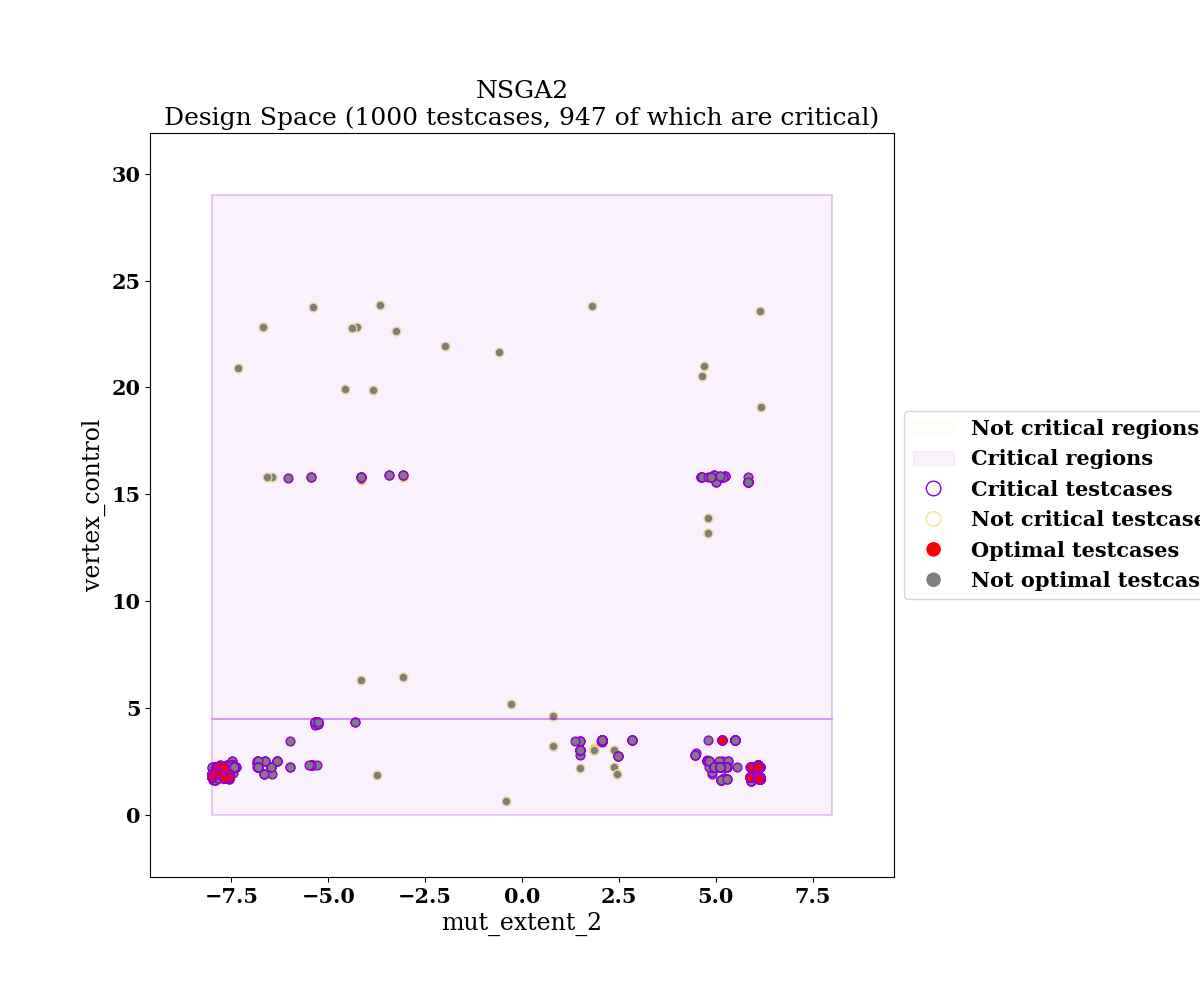 NSGA2
Design Space (1000 testcases, 947 of which are critical)
30
25
20
15
10
5
0
vertex_control
−7.5
−5.0
−2.5
0.0
2.5
5.0
7.5
mut_extent_2
Not critical regions
Critical regions
Critical testcases
Not critical testcase
Optimal testcases
Not optimal testcas